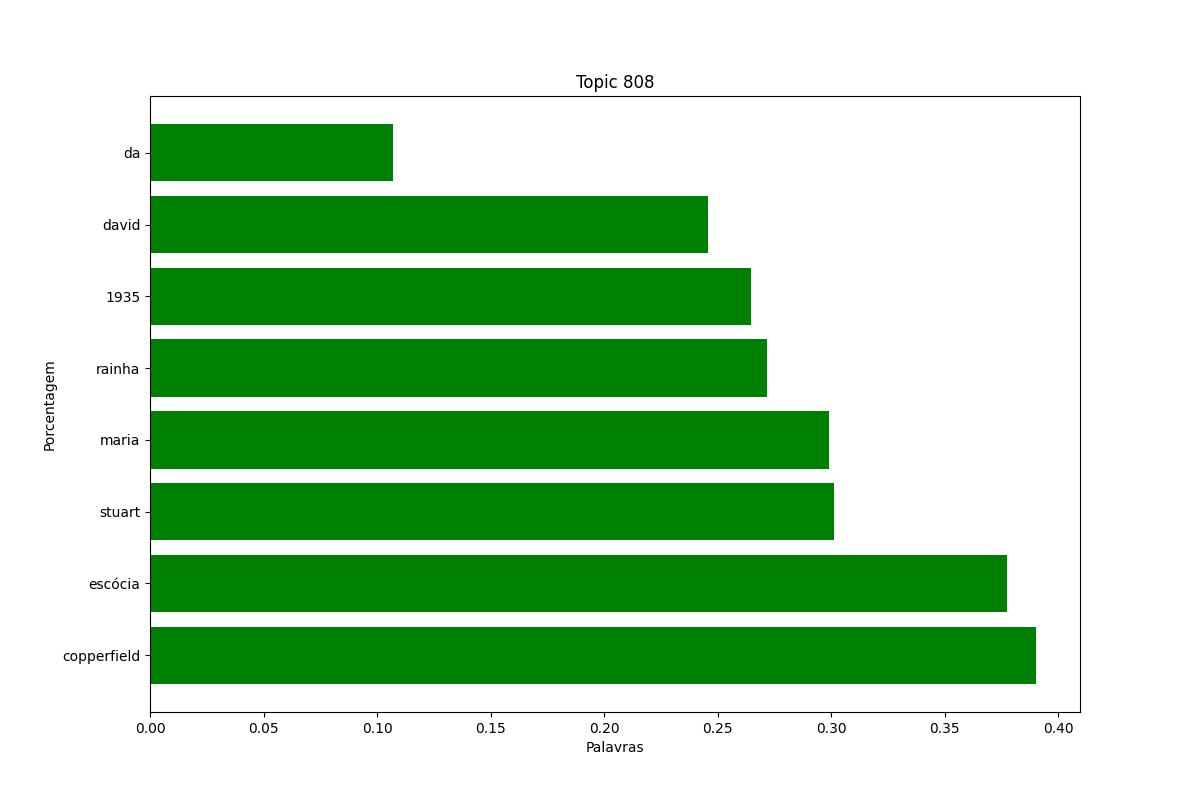 Topic 808
da
david
1935
rainha
maria
stuart
escócia
copperfield
Porcentagem
0.00 0.05 0.10 0.15 0.20 0.25 0.30 0.35 0.40
Palavras